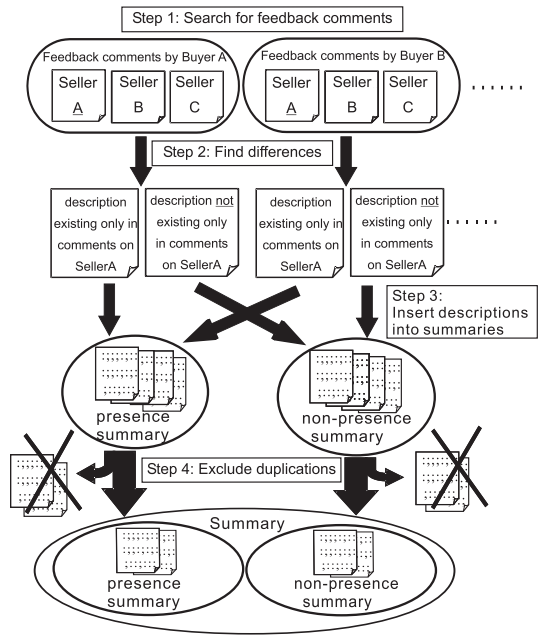 Step 1: Search for feedback comments
Feedback comments by Buyer A
Seller
A
Seller
B
Seller
C
Feedback comments by Buyer B
Seller
A
Seller
B
Seller
C
Step 2: Find differences
description
existing only in
comments on
SellerA
description not
existing only
in comments
on SellerA
description
existing only in
comments on
SellerA
description not
existing only
in comments
on SellerA
Step 3:
Insert descriptions
into summaries
presence
summary
non-presence
summary
Step 4: Exclude duplications
Summary
presence
summary
non-presence
summary